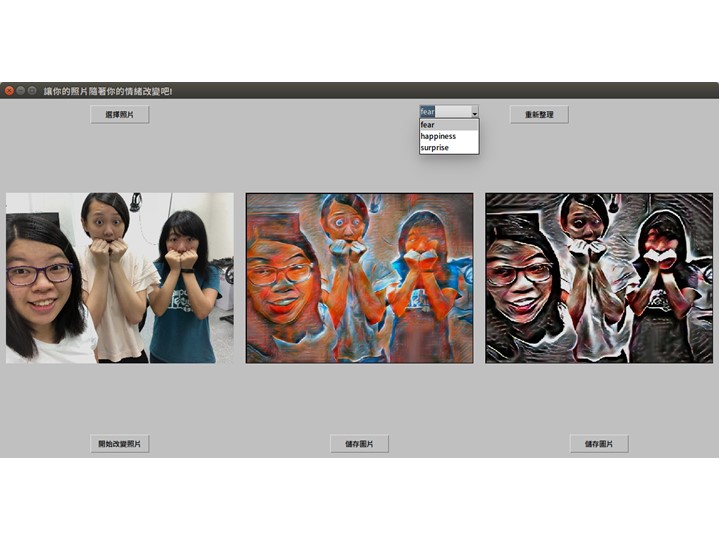 讓你的照片隨著你的情緒改變吧!
選擇照片
fear
重新整理
fear
happiness
surprise
開始改變照片
儲存圖片
儲存圖片